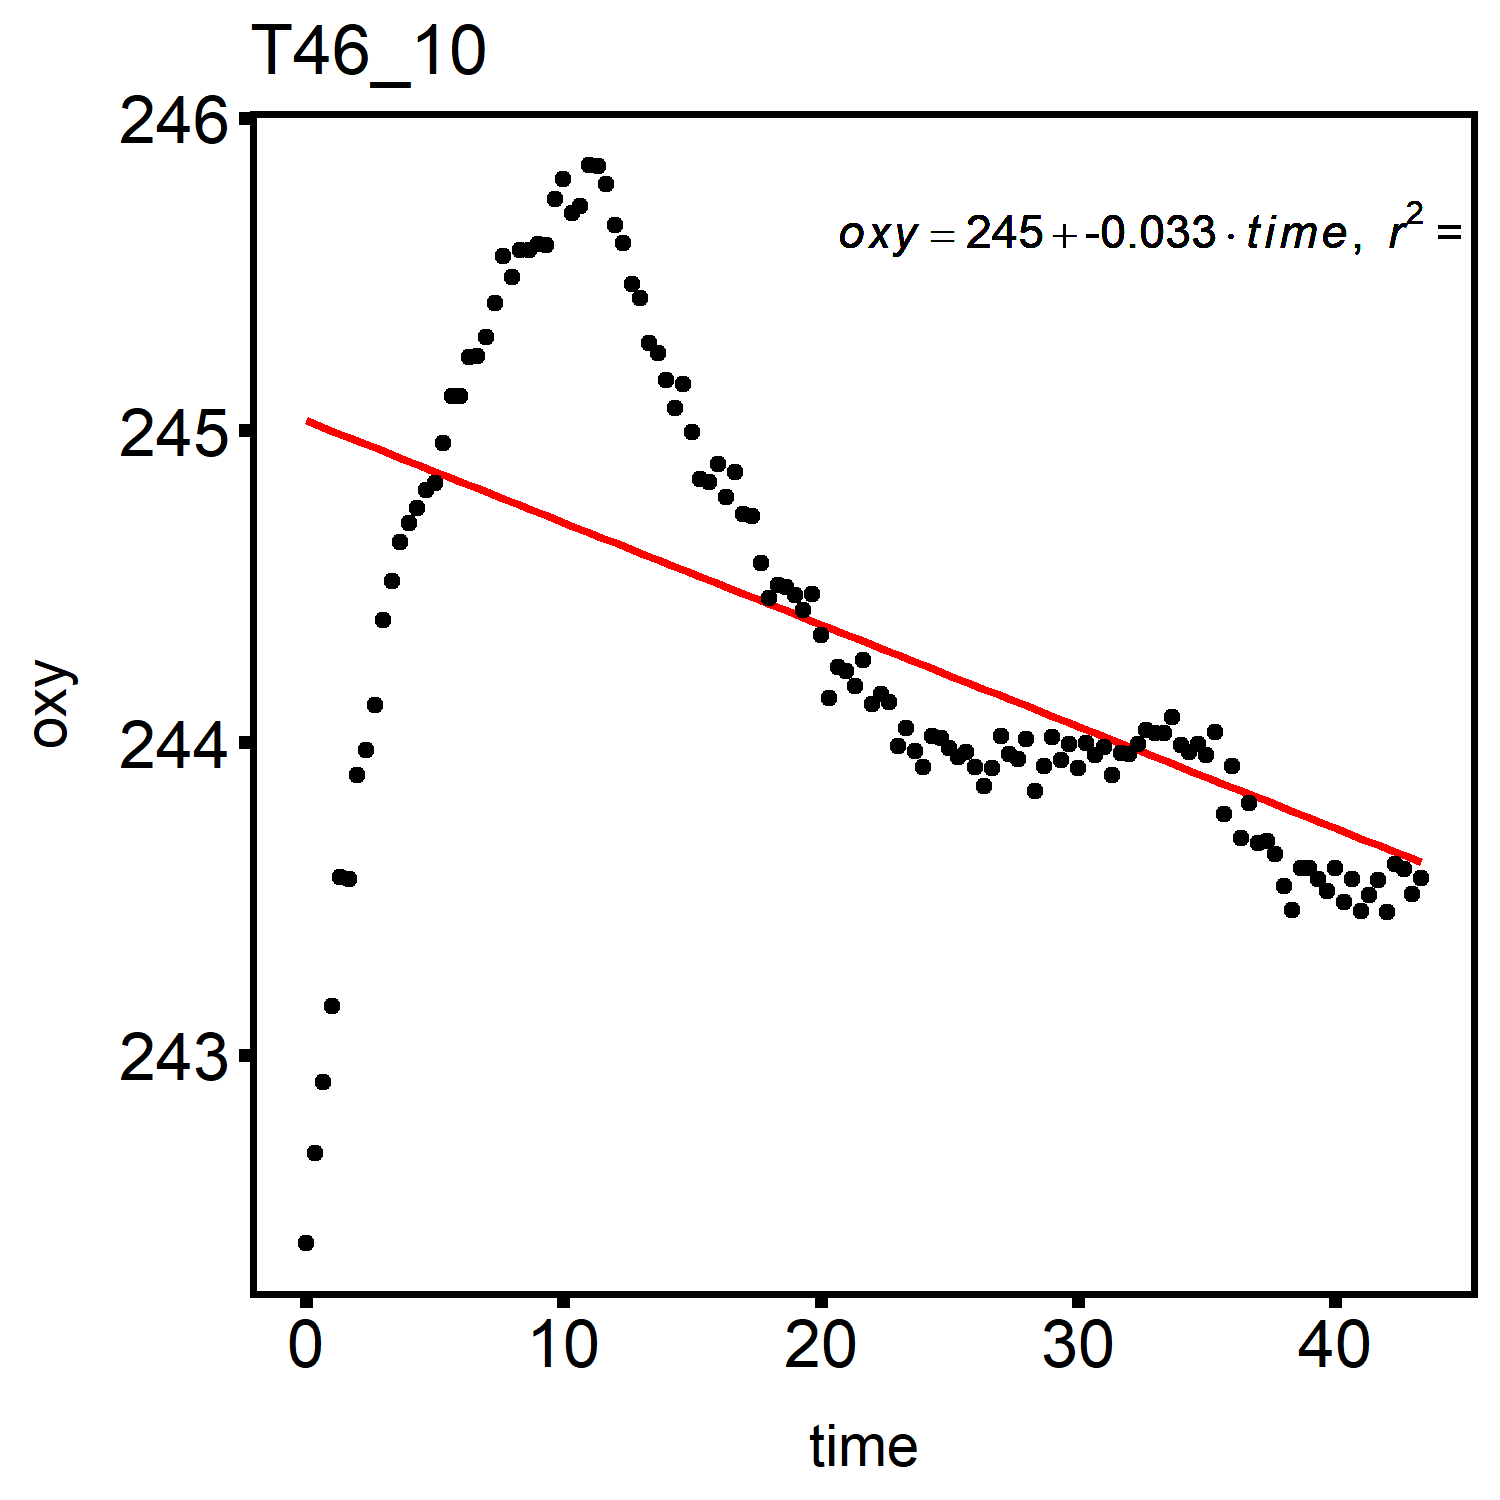 T46_10
246
oxy = 245 + -0.033 · time, r² =
245
244
243
oxy
0 10 20 30 40
time